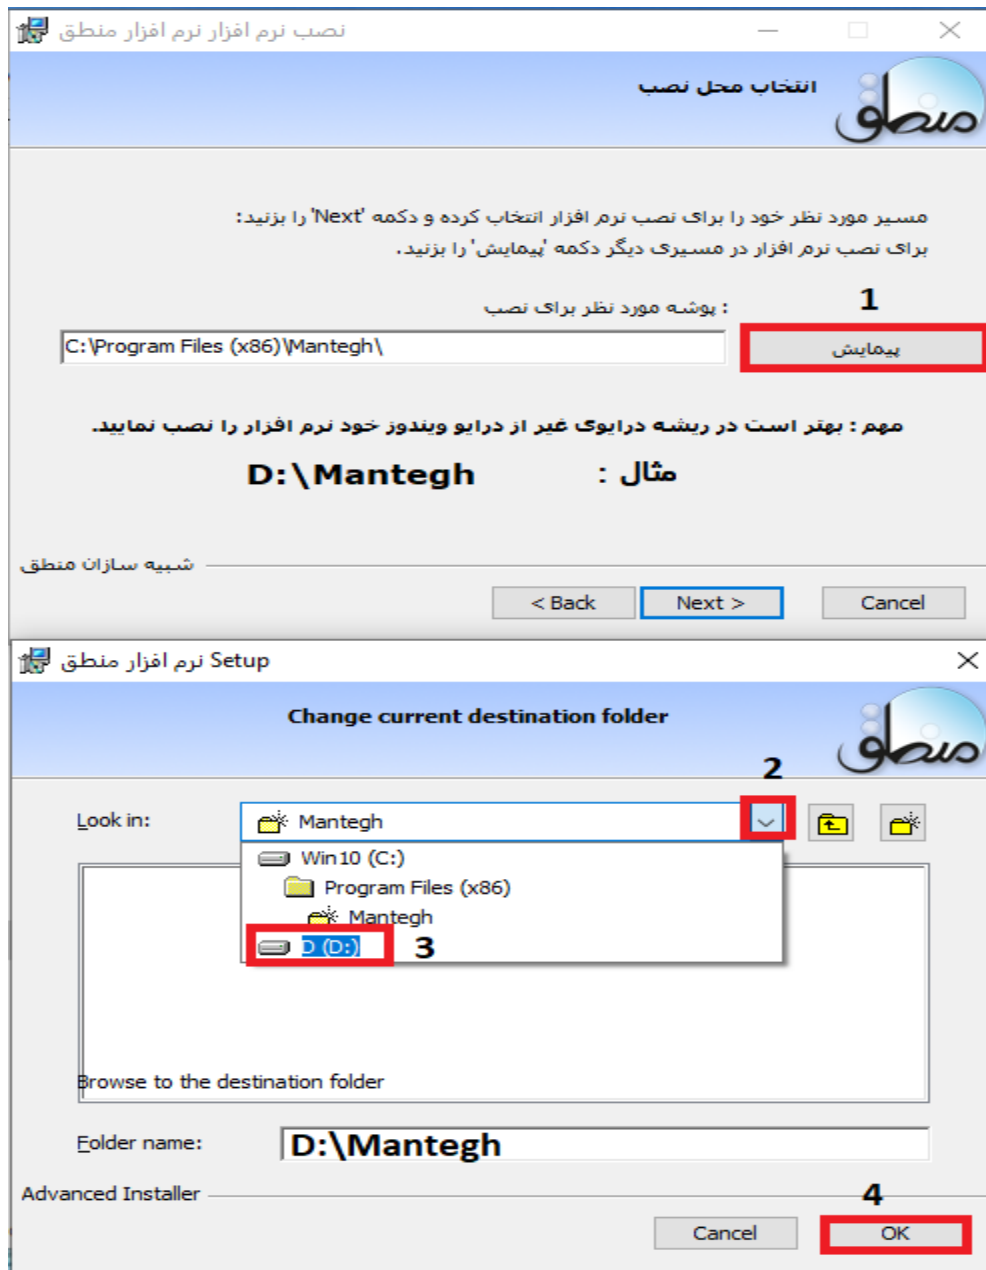 نصب نرم افزار نرم افزار منطق
انتخاب محل نصب
منطق
مسیر مورد نظر خود را برای نصب نرم افزار انتخاب کرده و دکمه 'Next' را بزنید:
برای نصب نرم افزار در مسیری دیگر دکمه 'پیمایش' را بزنید.
1
پوشه مورد نظر برای نصب :
C:\Program Files (x86)\Mantegh\
پیمایش
مهم : بهتر است در ریشه درایوی غیر از درایو ویندوز خود نرم افزار را نصب نمایید.
مثال : D:\Mantegh
شبیه سازان منطق
< Back Next > Cancel
نرم افزار منطق Setup
Change current destination folder
منطق
2
Look in: Mantegh
Win10 (C:)
Program Files (x86)
Mantegh
D (D:) 3
Browse to the destination folder
Folder name: D:\Mantegh
Advanced Installer
4
Cancel OK